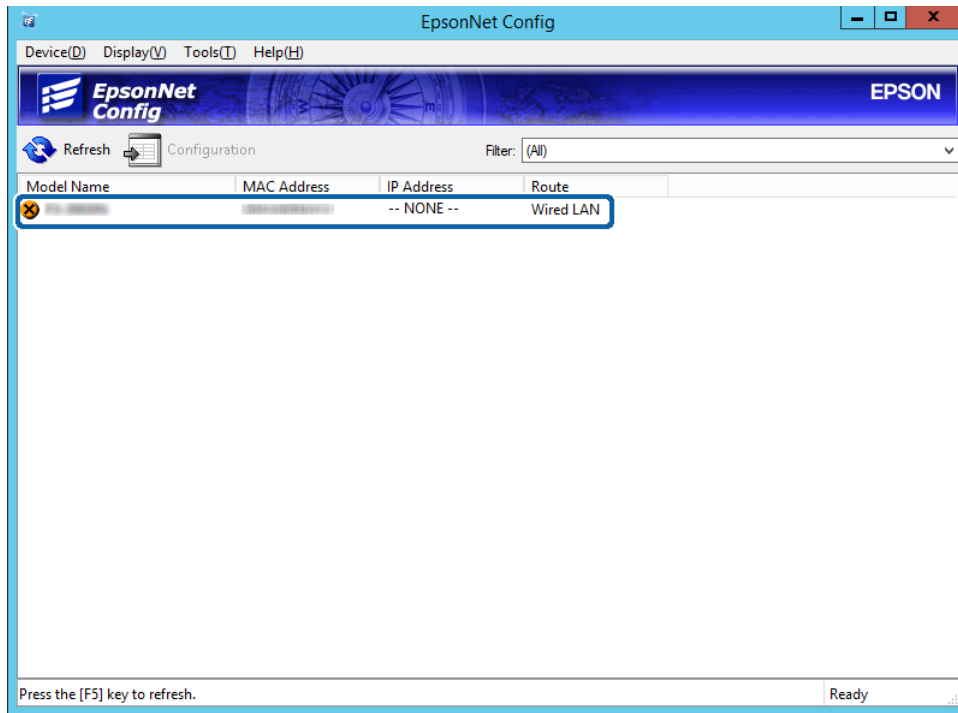 EpsonNet Config
Device(D) Display(V) Tools(T) Help(H)
EpsonNet
Config
EPSON
Refresh Configuration Filter: (All)
Model Name MAC Address IP Address Route
-- NONE -- Wired LAN
Press the [F5] key to refresh. Ready